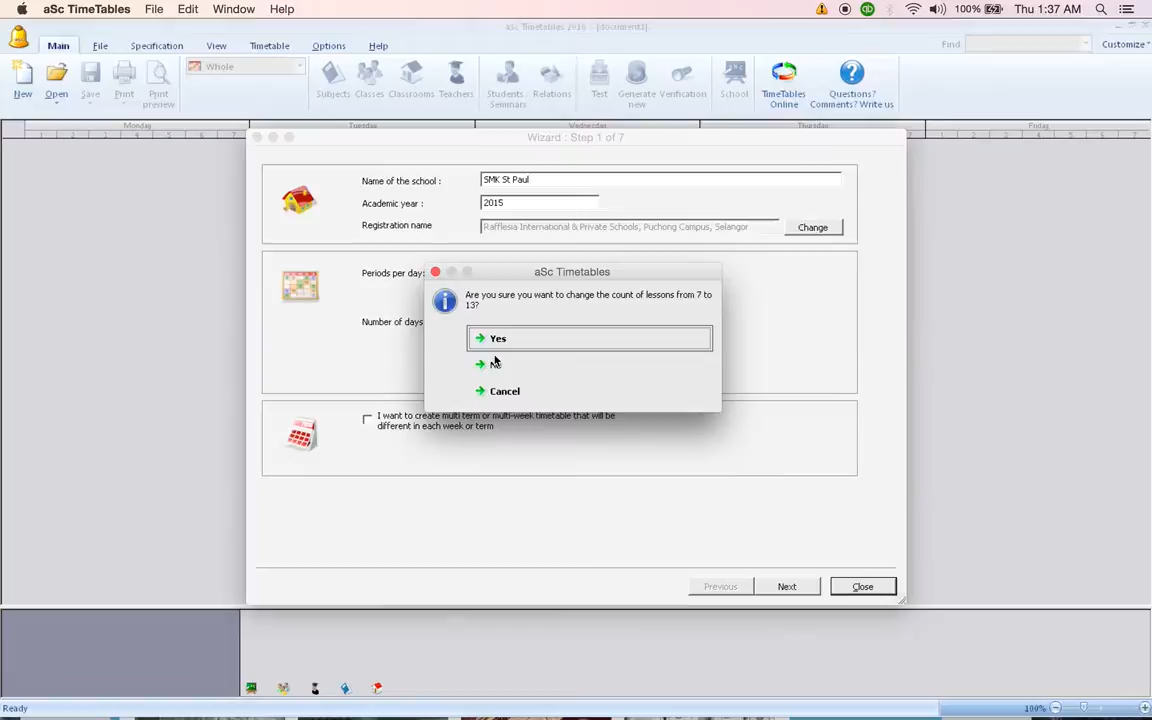 aSc TimeTables File Edit Window Help 100% Thu 1:37 AM
aSc Timetables 2016 - [document1].
Main File Specification View Timetable Options Help Find Customize
Whole
New Open Save Print Print preview Subjects Classes Classrooms Teachers Students Seminars Relations Test Generate new Verification School TimeTables Online Questions? Comments? Write us
Monday Tuesday Wednesday Thursday Friday
Wizard : Step 1 of 7
Name of the school : SMK St Paul
Academic year : 2015
Registration name Rafflesia International & Private Schools, Puchong Campus, Selangor Change
aSc Timetables
Periods per day:
Are you sure you want to change the count of lessons from 7 to
13?
Number of days
Yes
No
Cancel
I want to create multi term or multi-week timetable that will be
different in each week or term
Previous Next Close
Ready 100%